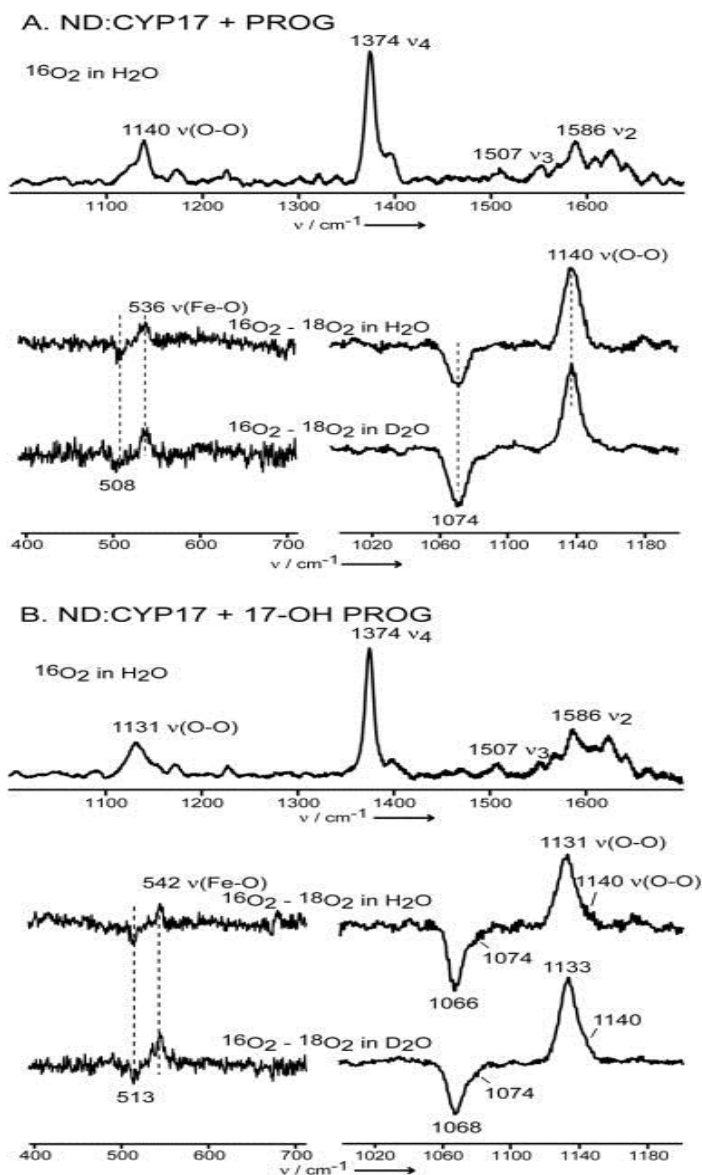 A. ND:CYP17 + PROG
1374 ν4
16O2 in H2O
1140 ν(O-O)
1586 ν2
1507 ν3
1100 1200 1300 1400 1500 1600
ν / cm-1
1140 ν(O-O)
536 ν(Fe-O)
16O2 - 18O2 in H2O
16O2 - 18O2 in D2O
508
1074
400 500 600 700 1020 1060 1100 1140 1180
ν / cm-1
B. ND:CYP17 + 17-OH PROG
1374 ν4
16O2 in H2O
1131 ν(O-O)
1586 ν2
1507 ν3
1100 1200 1300 1400 1500 1600
ν / cm-1
1131 ν(O-O)
542 ν(Fe-O)
16O2 - 18O2 in H2O
1140 ν(O-O)
1074
1066
1133
16O2 - 18O2 in D2O
1140
1074
513
1068
400 500 600 700 1020 1060 1100 1140 1180
ν / cm-1